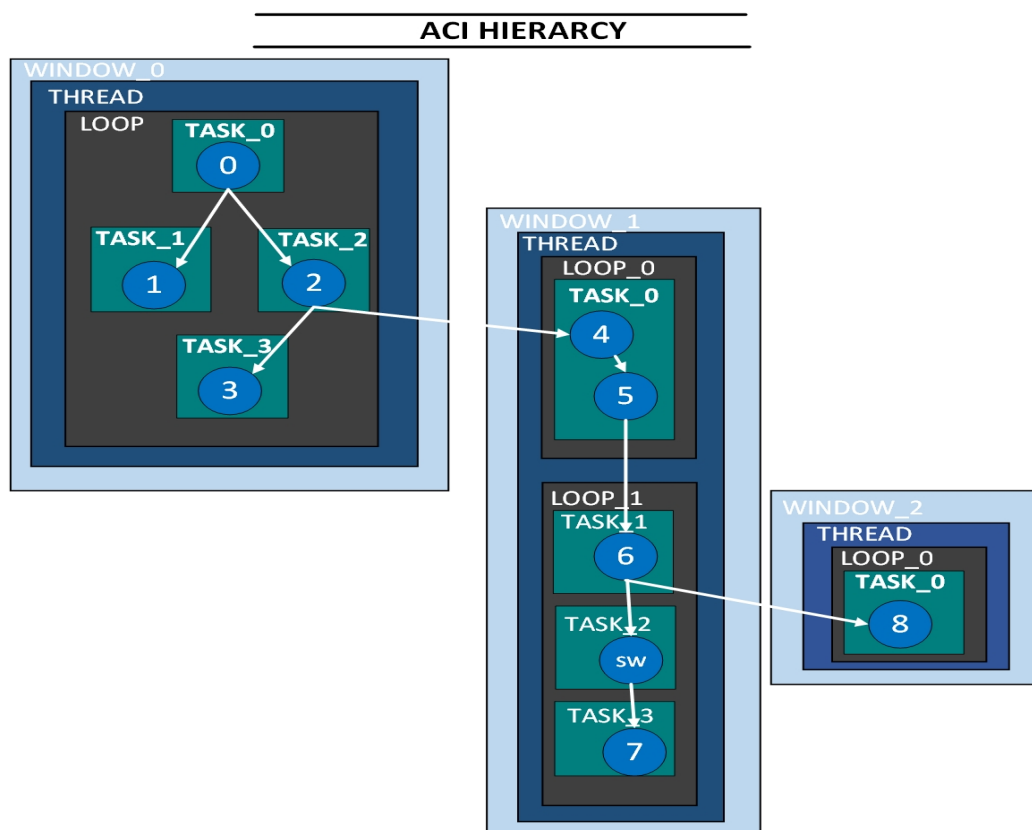 ACI HIERARCY
WINDOW_0
THREAD
LOOP
TASK_0
0
TASK_1
1
TASK_2
2
TASK_3
3
WINDOW_1
THREAD
LOOP_0
TASK_0
4
5
LOOP_1
TASK_1
6
TASK_2
sw
TASK_3
7
WINDOW_2
THREAD
LOOP_0
TASK_0
8